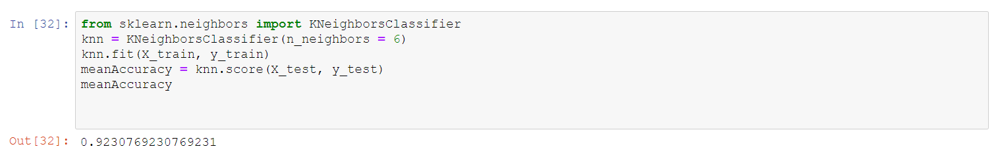 In [32]: from sklearn.neighbors import KNeighborsClassifier
knn = KNeighborsClassifier(n_neighbors = 6)
knn.fit(X_train, y_train)
meanAccuracy = knn.score(X_test, y_test)
meanAccuracy
Out[32]: 0.9230769230769231